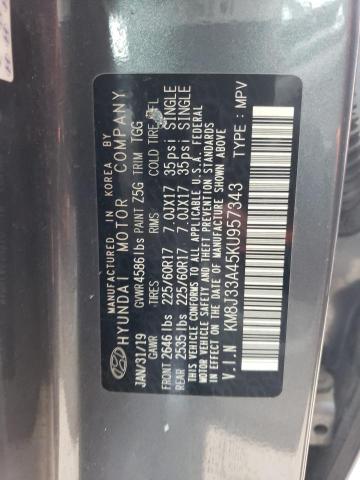 MANUFACTURED IN KOREA BY
HYUNDAI MOTOR COMPANY
JAN/31/19 GVWR 4586 lbs PAINT Z5G TRIM TGG
GAWR TIRES RIMS COLD TIRE
FRONT 2646 lbs 225/60R17 7.0JX17 35psi SINGLE
REAR 2535 lbs 225/60R17 7.0JX17 35psi SINGLE
THIS VEHICLE CONFORMS TO ALL APPLICABLE U.S.A. FEDERAL
MOTOR VEHICLE SAFETY AND THEFT PREVENTION STANDARDS
IN EFFECT ON THE DATE OF MANUFACTURE SHOWN ABOVE.
V.I.N KM8J33A45KU957343 TYPE : MPV